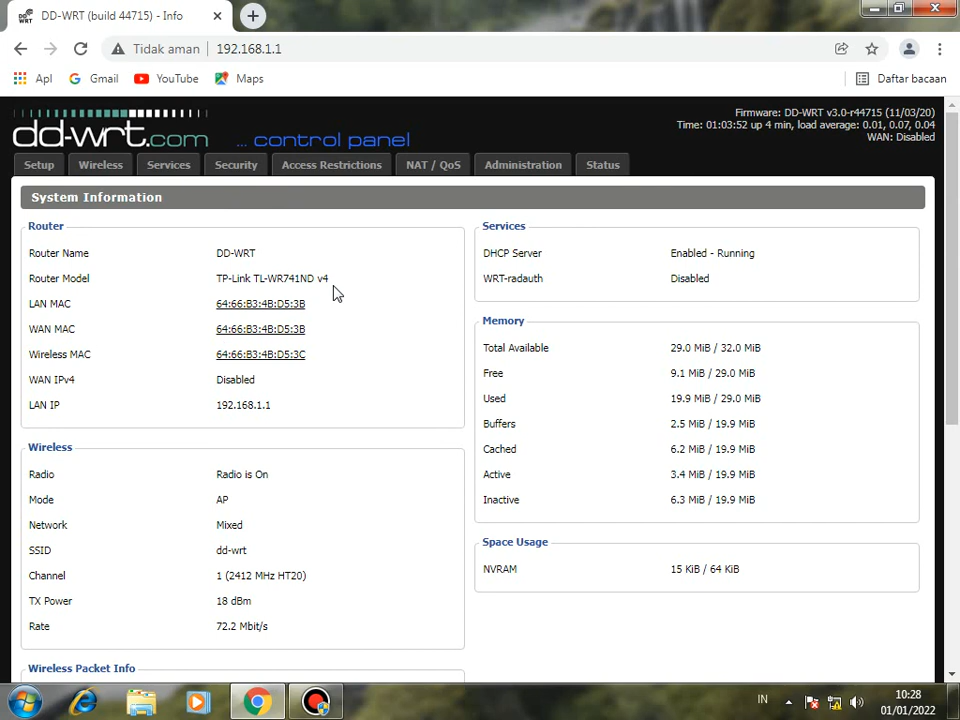 DD-WRT (build 44715) - Info
Tidak aman
192.168.1.1
Apl
Gmail
YouTube
Maps
Daftar bacaan
dd-wrt.com
... control panel
Firmware: DD-WRT v3.0-r44715 (11/03/20)
Time: 01:03:52 up 4 min, load average: 0.01, 0.07, 0.04
WAN: Disabled
Setup
Wireless
Services
Security
Access Restrictions
NAT / QoS
Administration
Status
System Information
Router
Router Name DD-WRT
Router Model TP-Link TL-WR741ND v4
LAN MAC 64:66:B3:4B:D5:3B
WAN MAC 64:66:B3:4B:D5:3B
Wireless MAC 64:66:B3:4B:D5:3C
WAN IPv4 Disabled
LAN IP 192.168.1.1
Wireless
Radio Radio is On
Mode AP
Network Mixed
SSID dd-wrt
Channel 1 (2412 MHz HT20)
TX Power 18 dBm
Rate 72.2 Mbit/s
Wireless Packet Info
Services
DHCP Server Enabled - Running
WRT-radauth Disabled
Memory
Total Available 29.0 MiB / 32.0 MiB
Free 9.1 MiB / 29.0 MiB
Used 19.9 MiB / 29.0 MiB
Buffers 2.5 MiB / 19.9 MiB
Cached 6.2 MiB / 19.9 MiB
Active 3.4 MiB / 19.9 MiB
Inactive 6.3 MiB / 19.9 MiB
Space Usage
NVRAM 15 KiB / 64 KiB
IN
10:28
01/01/2022